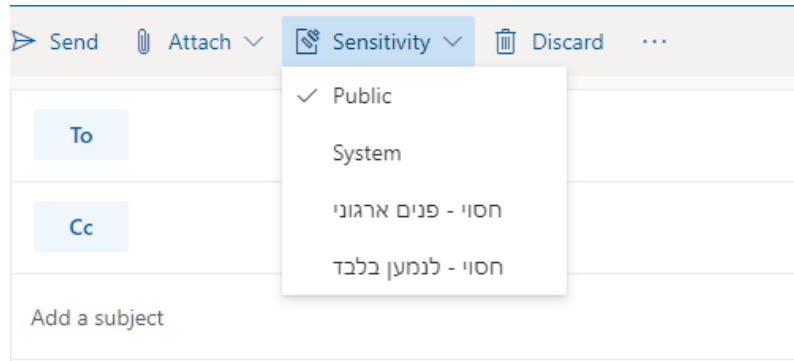 Send Attach Sensitivity Discard ...
Public
To
System
חסוי - פנים ארגוני
Cc
חסוי - לנמען בלבד
Add a subject